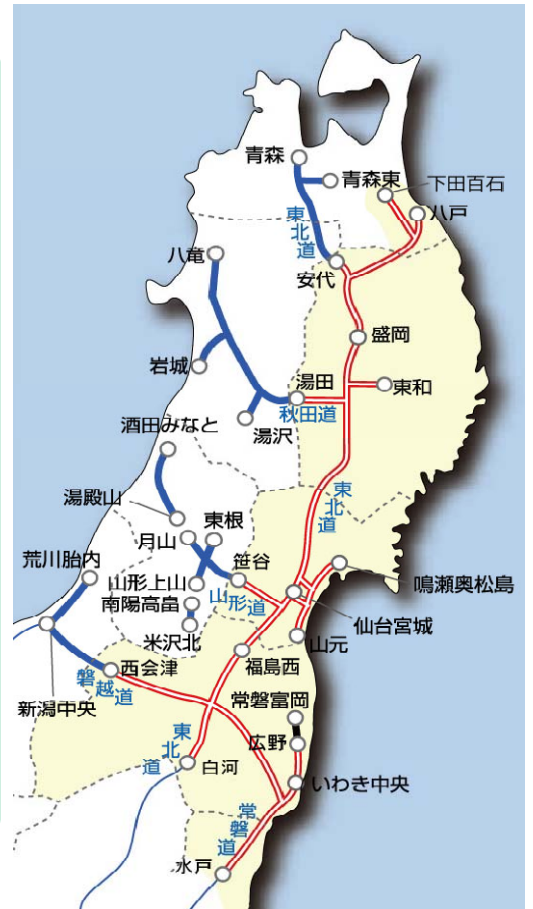 青森
青森東
下田百石
八戸
東北道
安代
八竜
盛岡
岩城
湯田
東和
秋田道
湯沢
酒田みなと
東北道
湯殿山
東根
月山
荒川胎内
笹谷
鳴瀬奥松島
山形上山
山形道
南陽高畠
仙台宮城
米沢北
山元
福島西
西会津
磐越道
常磐富岡
新潟中央
東北道
広野
白河
いわき中央
常磐道
水戸